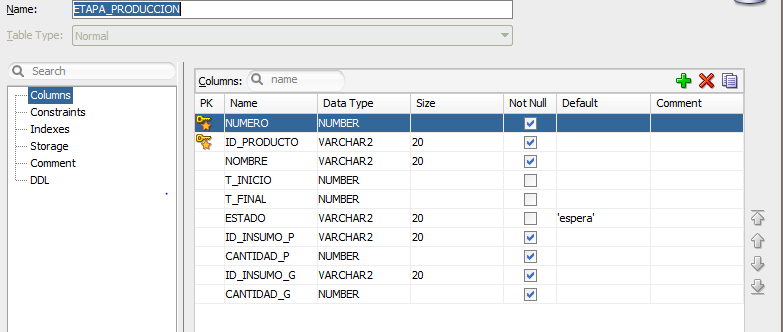 Name: ETAPA_PRODUCCION
Table Type: Normal
Search
Columns
Constraints
Indexes
Storage
Comment
DDL
Columns: name
PK Name Data Type Size Not Null Default Comment
NUMERO NUMBER
ID_PRODUCTO VARCHAR2 20
NOMBRE VARCHAR2 20
T_INICIO NUMBER
T_FINAL NUMBER
ESTADO VARCHAR2 20 'espera'
ID_INSUMO_P VARCHAR2 20
CANTIDAD_P NUMBER
ID_INSUMO_G VARCHAR2 20
CANTIDAD_G NUMBER